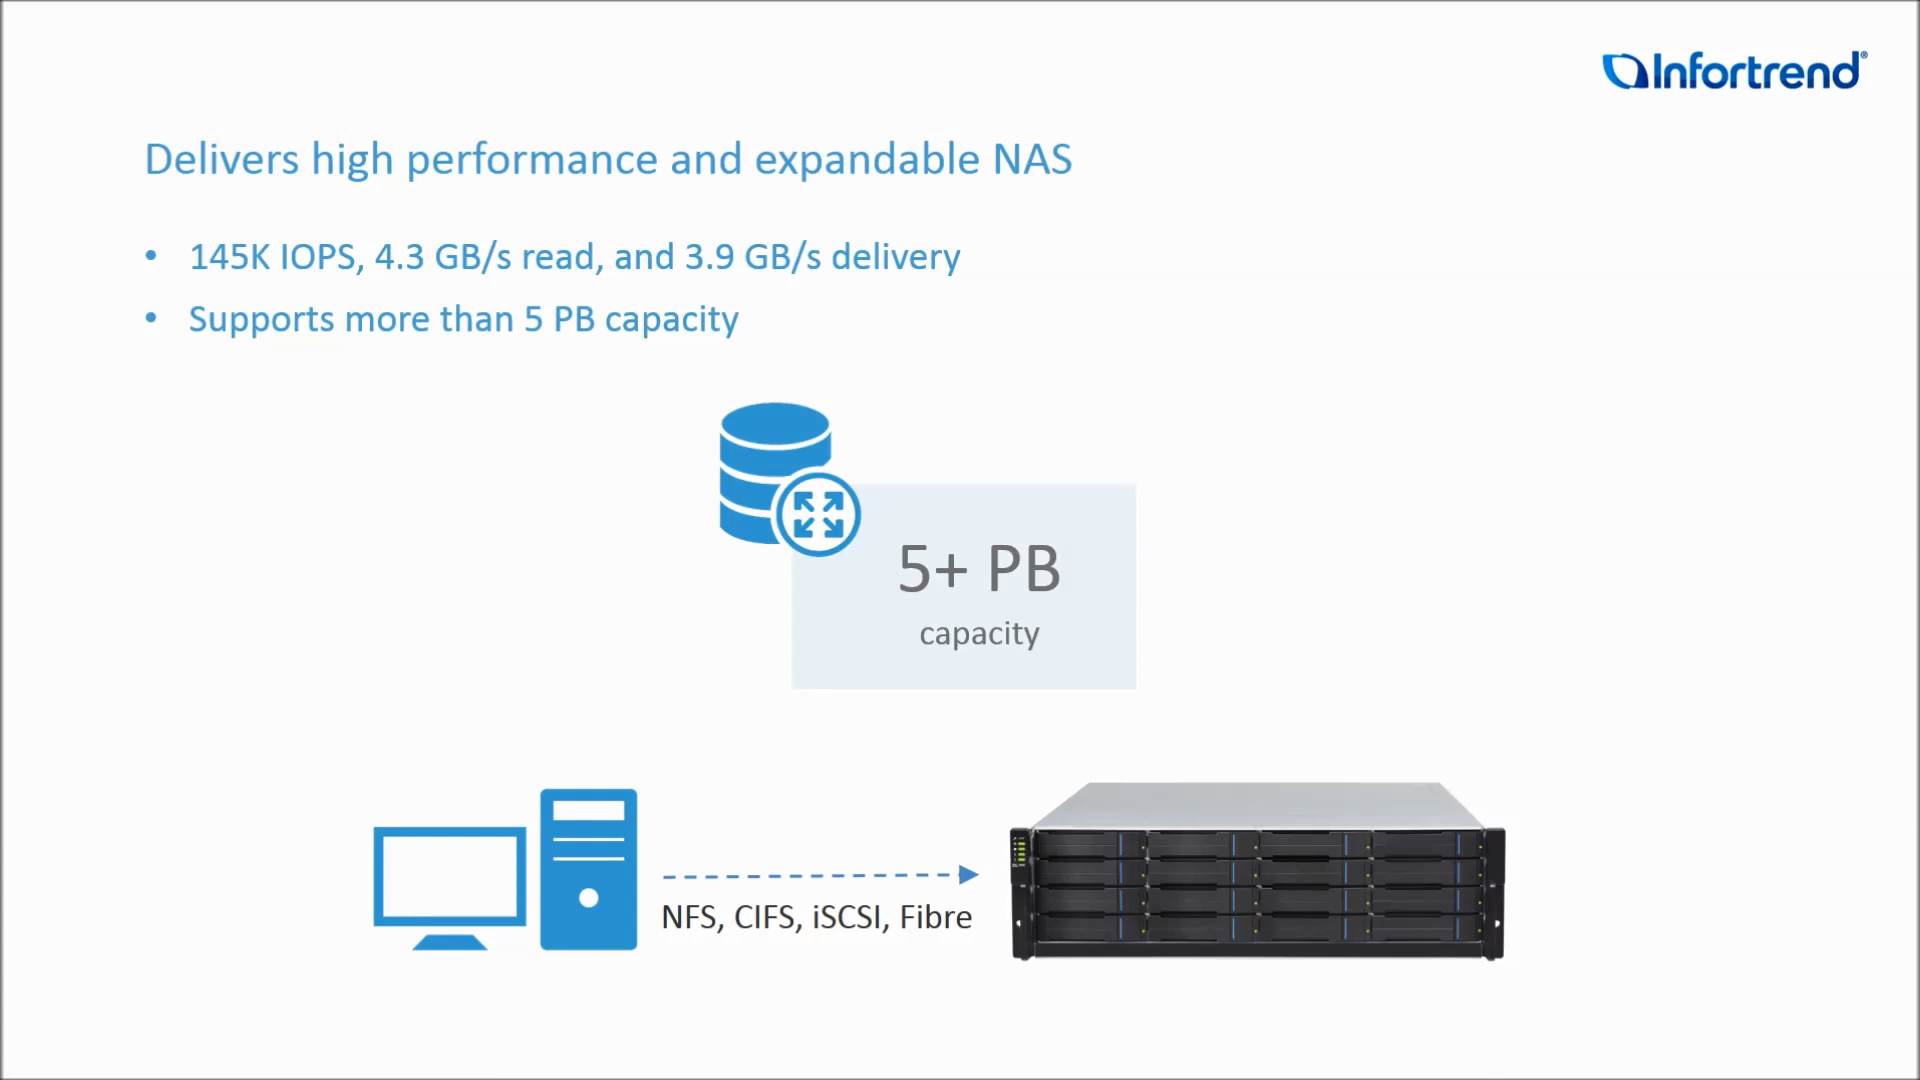 Infortrend®
Delivers high performance and expandable NAS
• 145K IOPS, 4.3 GB/s read, and 3.9 GB/s delivery
• Supports more than 5 PB capacity
5+ PB
capacity
NFS, CIFS, iSCSI, Fibre